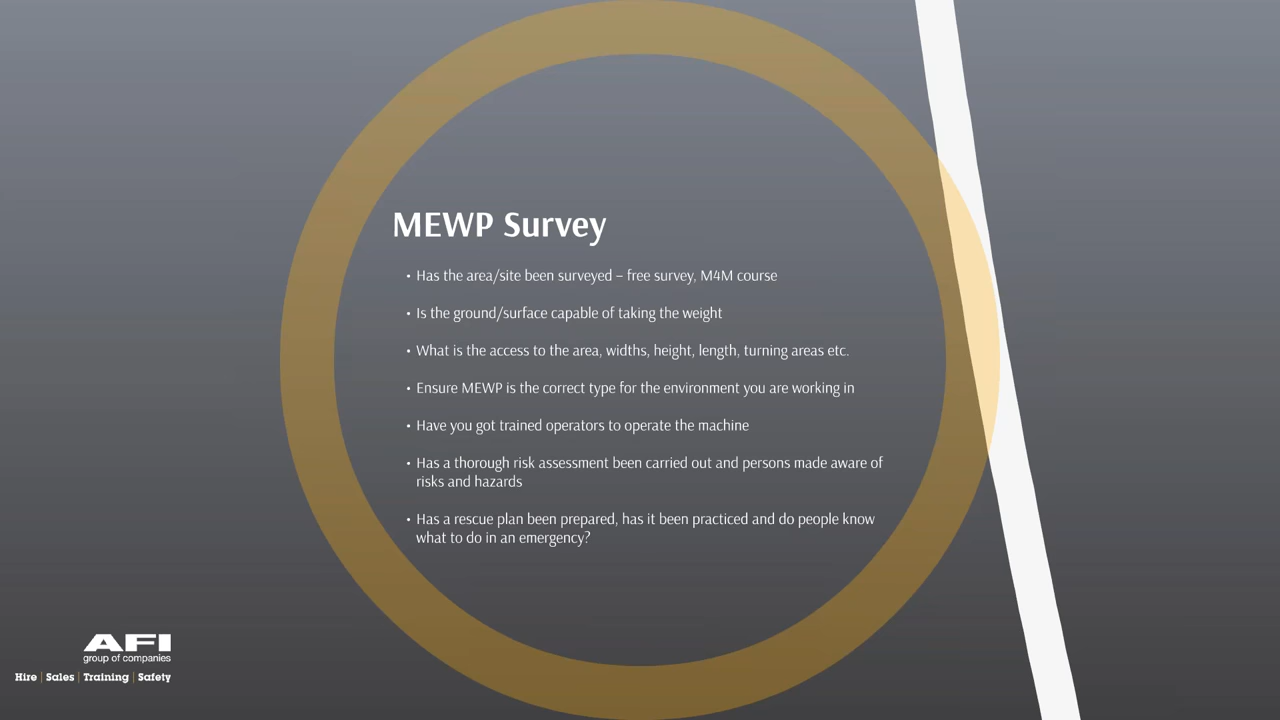 MEWP Survey
• Has the area/site been surveyed – free survey, M4M course
• Is the ground/surface capable of taking the weight
• What is the access to the area, widths, height, length, turning areas etc.
• Ensure MEWP is the correct type for the environment you are working in
• Have you got trained operators to operate the machine
• Has a thorough risk assessment been carried out and persons made aware of
risks and hazards
• Has a rescue plan been prepared, has it been practiced and do people know
what to do in an emergency?
AFI
group of companies
Hire | Sales | Training | Safety